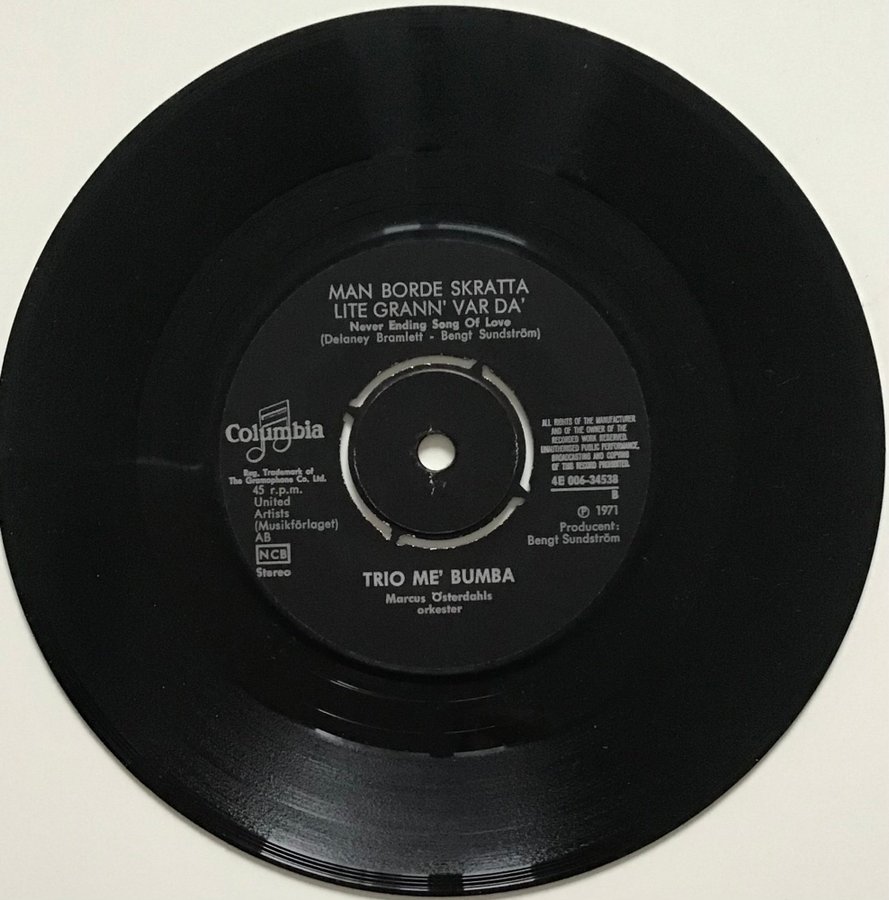 MAN BORDE SKRATTA
LITE GRANN' VAR DA'
Never Ending Song Of Love
(Delaney Bramlett - Bengt Sundström)
Columbia
Reg. Trademark of
The Gramophone Co. Ltd.
45 r.p.m.
United
Artists
(Musikförlaget)
AB
NCB
Stereo
ALL RIGHTS OF THE MANUFACTURER
AND OF THE OWNER OF THE
RECORDED WORK RESERVED.
UNAUTHORISED PUBLIC PERFORMANCE,
BROADCASTING AND COPYING
OF THIS RECORD PROHIBITED.
4E 006-34538
B
℗ 1971
Producent:
Bengt Sundström
TRIO ME' BUMBA
Marcus Österdahls
orkester